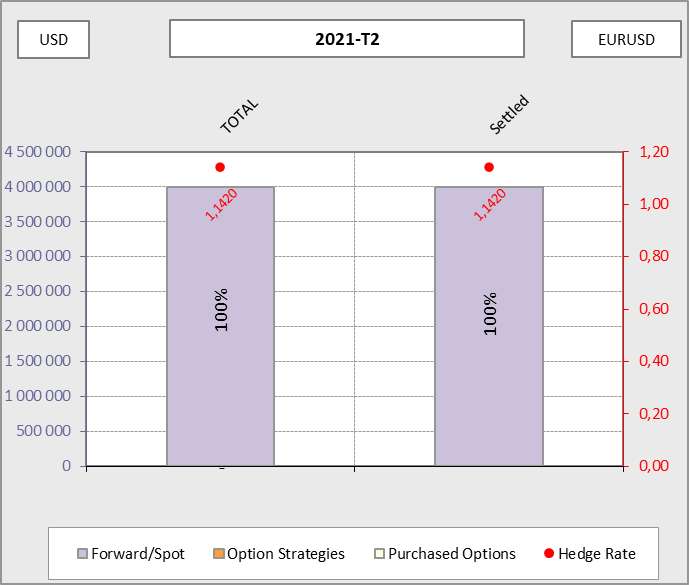 USD
2021-T2
EURUSD
TOTAL
Settled
4 500 000
4 000 000
3 500 000
3 000 000
2 500 000
2 000 000
1 500 000
1 000 000
500 000
0
1,20
1,00
0,80
0,60
0,40
0,20
0,00
1,1420
1,1420
100%
100%
-
Forward/Spot
Option Strategies
Purchased Options
Hedge Rate